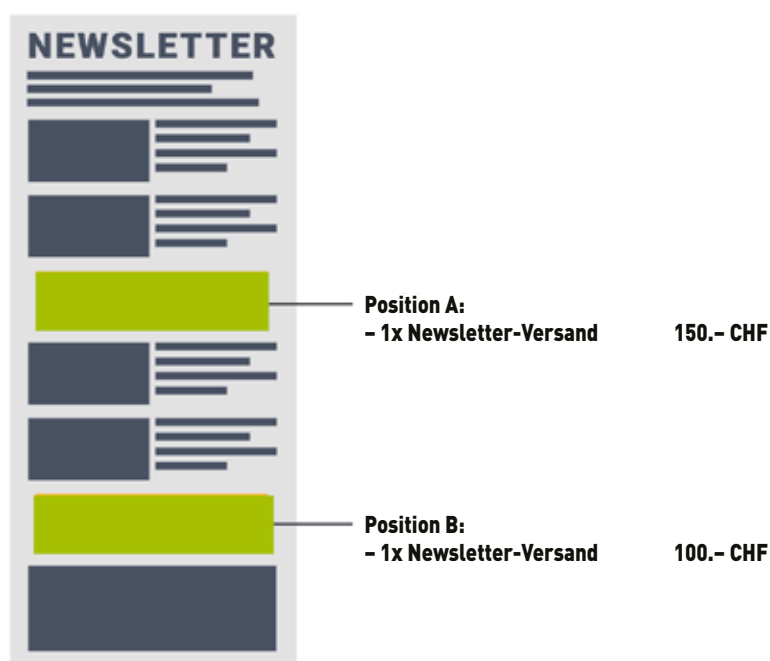 NEWSLETTER
Position A:
– 1x Newsletter-Versand 150.– CHF
Position B:
– 1x Newsletter-Versand 100.– CHF